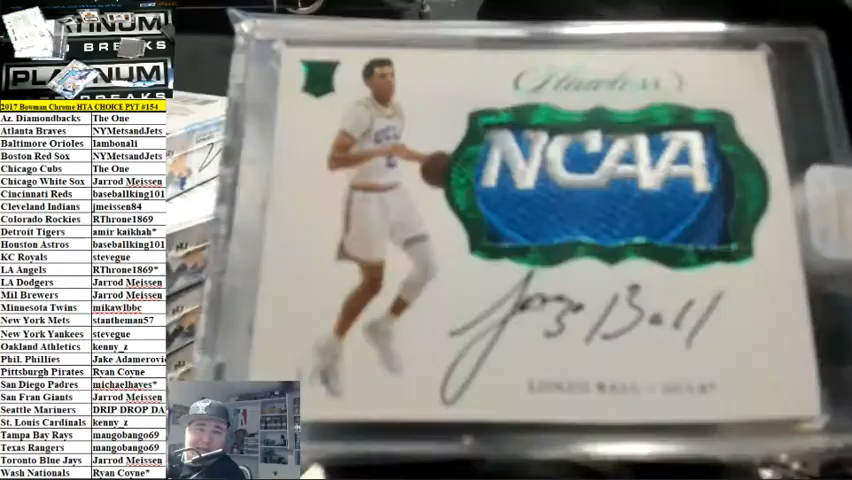 PLATINUM
BREAKS
PLATINUM
BREAKS
2017 Bowman Chrome HTA CHOICE PYT #154
Az. Diamondbacks The One
Atlanta Braves NYMetsandJets
Baltimore Orioles lambonali
Boston Red Sox NYMetsandJets
Chicago Cubs The One
Chicago White Sox Jarrod Meissen
Cincinnati Reds baseballking101
Cleveland Indians jmeissen84
Colorado Rockies RThrone1869
Detroit Tigers amir kaikhah*
Houston Astros baseballking101
KC Royals stevegue
LA Angels RThrone1869*
LA Dodgers Jarrod Meissen
Mil Brewers Jarrod Meissen
Minnesota Twins mikawlbbc
New York Mets stantheman57
New York Yankees stevegue
Oakland Athletics kenny_z
Phil. Phillies Jake Adamerovi
Pittsburgh Pirates Ryan Coyne
San Diego Padres michaelhayes*
San Fran Giants Jarrod Meissen
Seattle Mariners DRIP DROP DA
St. Louis Cardinals kenny_z
Tampa Bay Rays mangobango69
Texas Rangers mangobango69
Toronto Blue Jays Jarrod Meissen
Wash Nationals Ryan Coyne*
Flawless
NCAA
Lonzo Ball
LONZO BALL